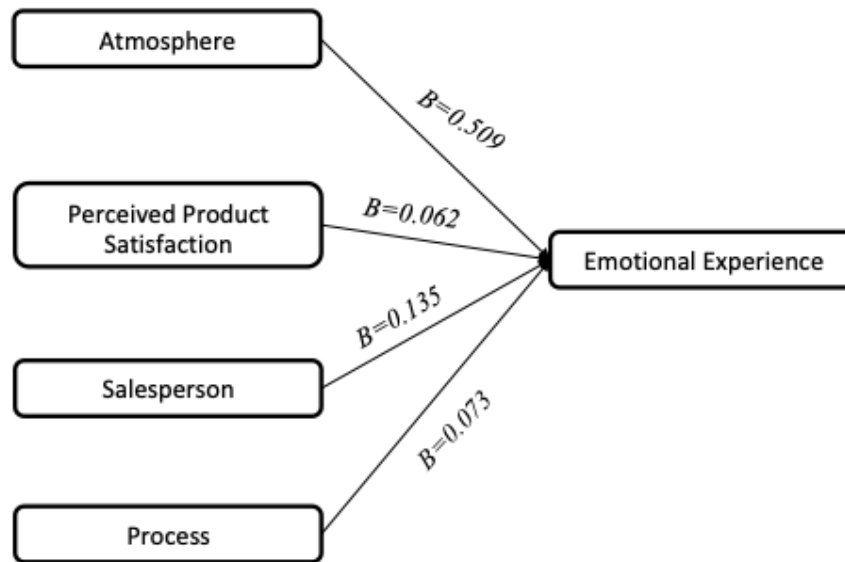 Atmosphere
B=0.509
Perceived Product
Satisfaction
B=0.062
Emotional Experience
B=0.135
Salesperson
B=0.073
Process